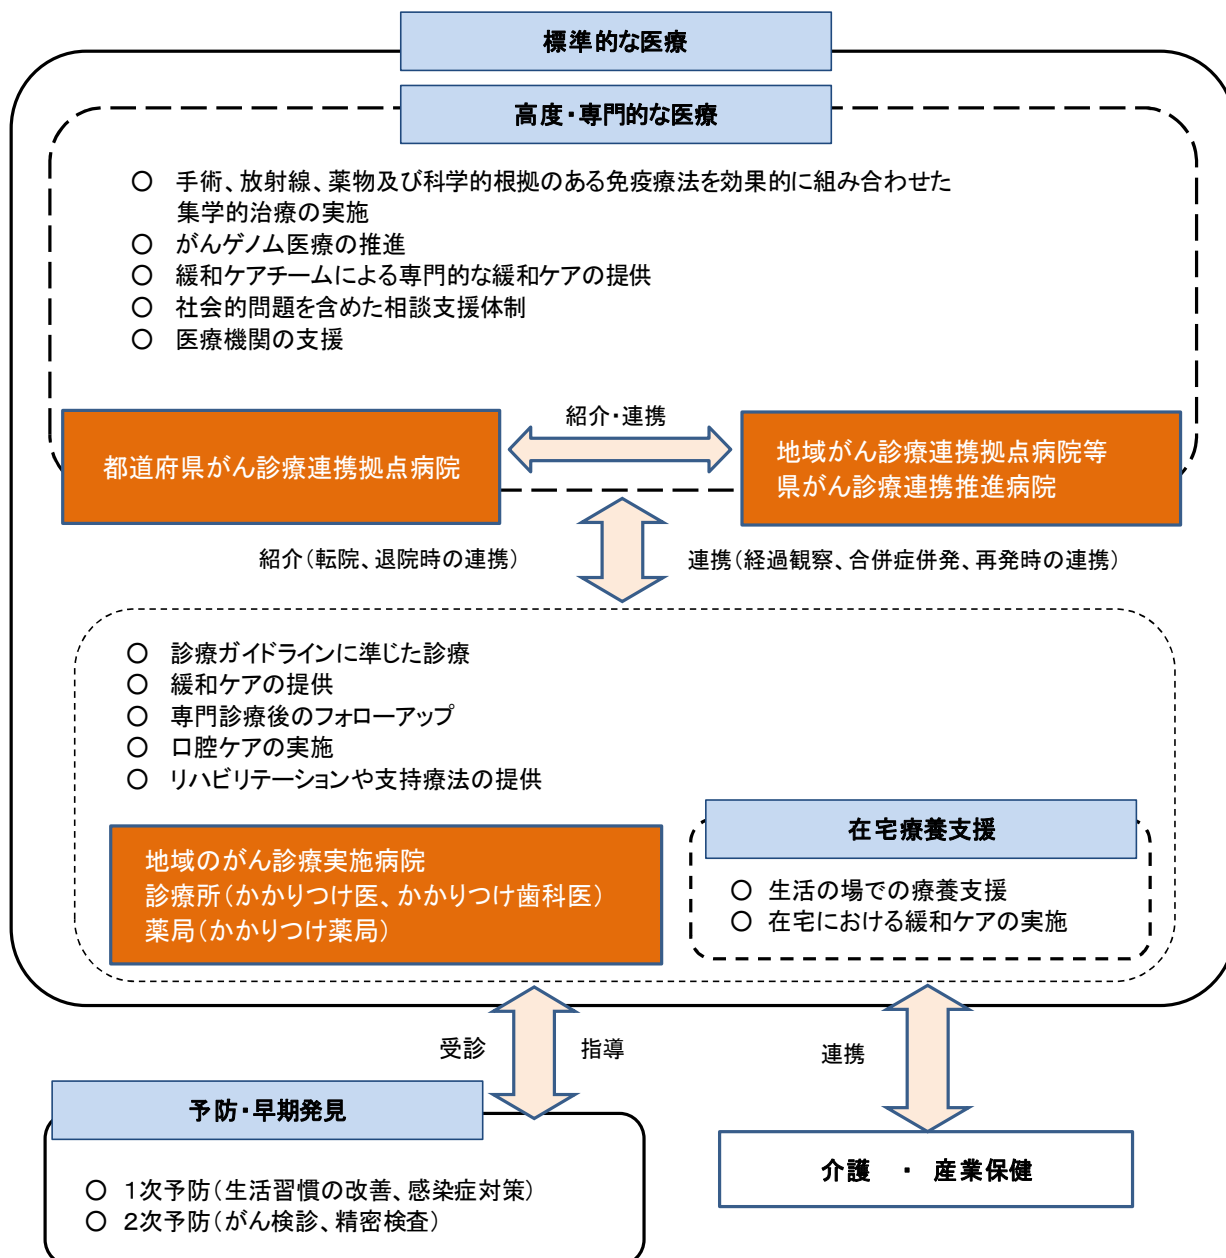 標準的な医療
高度・専門的な医療
○ 手術、放射線、薬物及び科学的根拠のある免疫療法を効果的に組み合わせた
集学的治療の実施
○ がんゲノム医療の推進
○ 緩和ケアチームによる専門的な緩和ケアの提供
○ 社会的問題を含めた相談支援体制
○ 医療機関の支援
紹介・連携
都道府県がん診療連携拠点病院
地域がん診療連携拠点病院等
県がん診療連携推進病院
紹介（転院、退院時の連携）
連携（経過観察、合併症併発、再発時の連携）
○ 診療ガイドラインに準じた診療
○ 緩和ケアの提供
○ 専門診療後のフォローアップ
○ 口腔ケアの実施
○ リハビリテーションや支持療法の提供
地域のがん診療実施病院
診療所（かかりつけ医、かかりつけ歯科医）
薬局（かかりつけ薬局）
在宅療養支援
○ 生活の場での療養支援
○ 在宅における緩和ケアの実施
受診
指導
連携
予防・早期発見
○ １次予防（生活習慣の改善、感染症対策）
○ ２次予防（がん検診、精密検査）
介護 ・ 産業保健